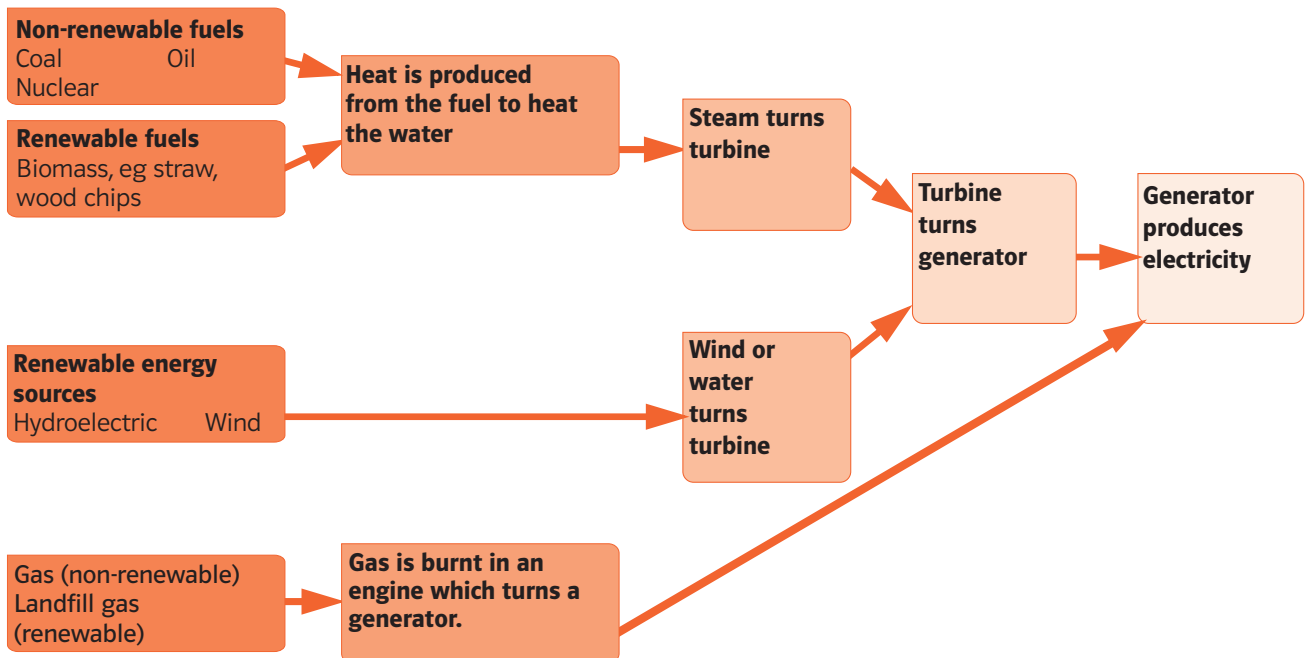 Non-renewable fuels
Coal Oil
Nuclear
Renewable fuels
Biomass, eg straw,
wood chips
Heat is produced
from the fuel to heat
the water
Steam turns
turbine
Turbine
turns
generator
Generator
produces
electricity
Renewable energy
sources
Hydroelectric Wind
Wind or
water
turns
turbine
Gas (non-renewable)
Landfill gas
(renewable)
Gas is burnt in an
engine which turns a
generator.